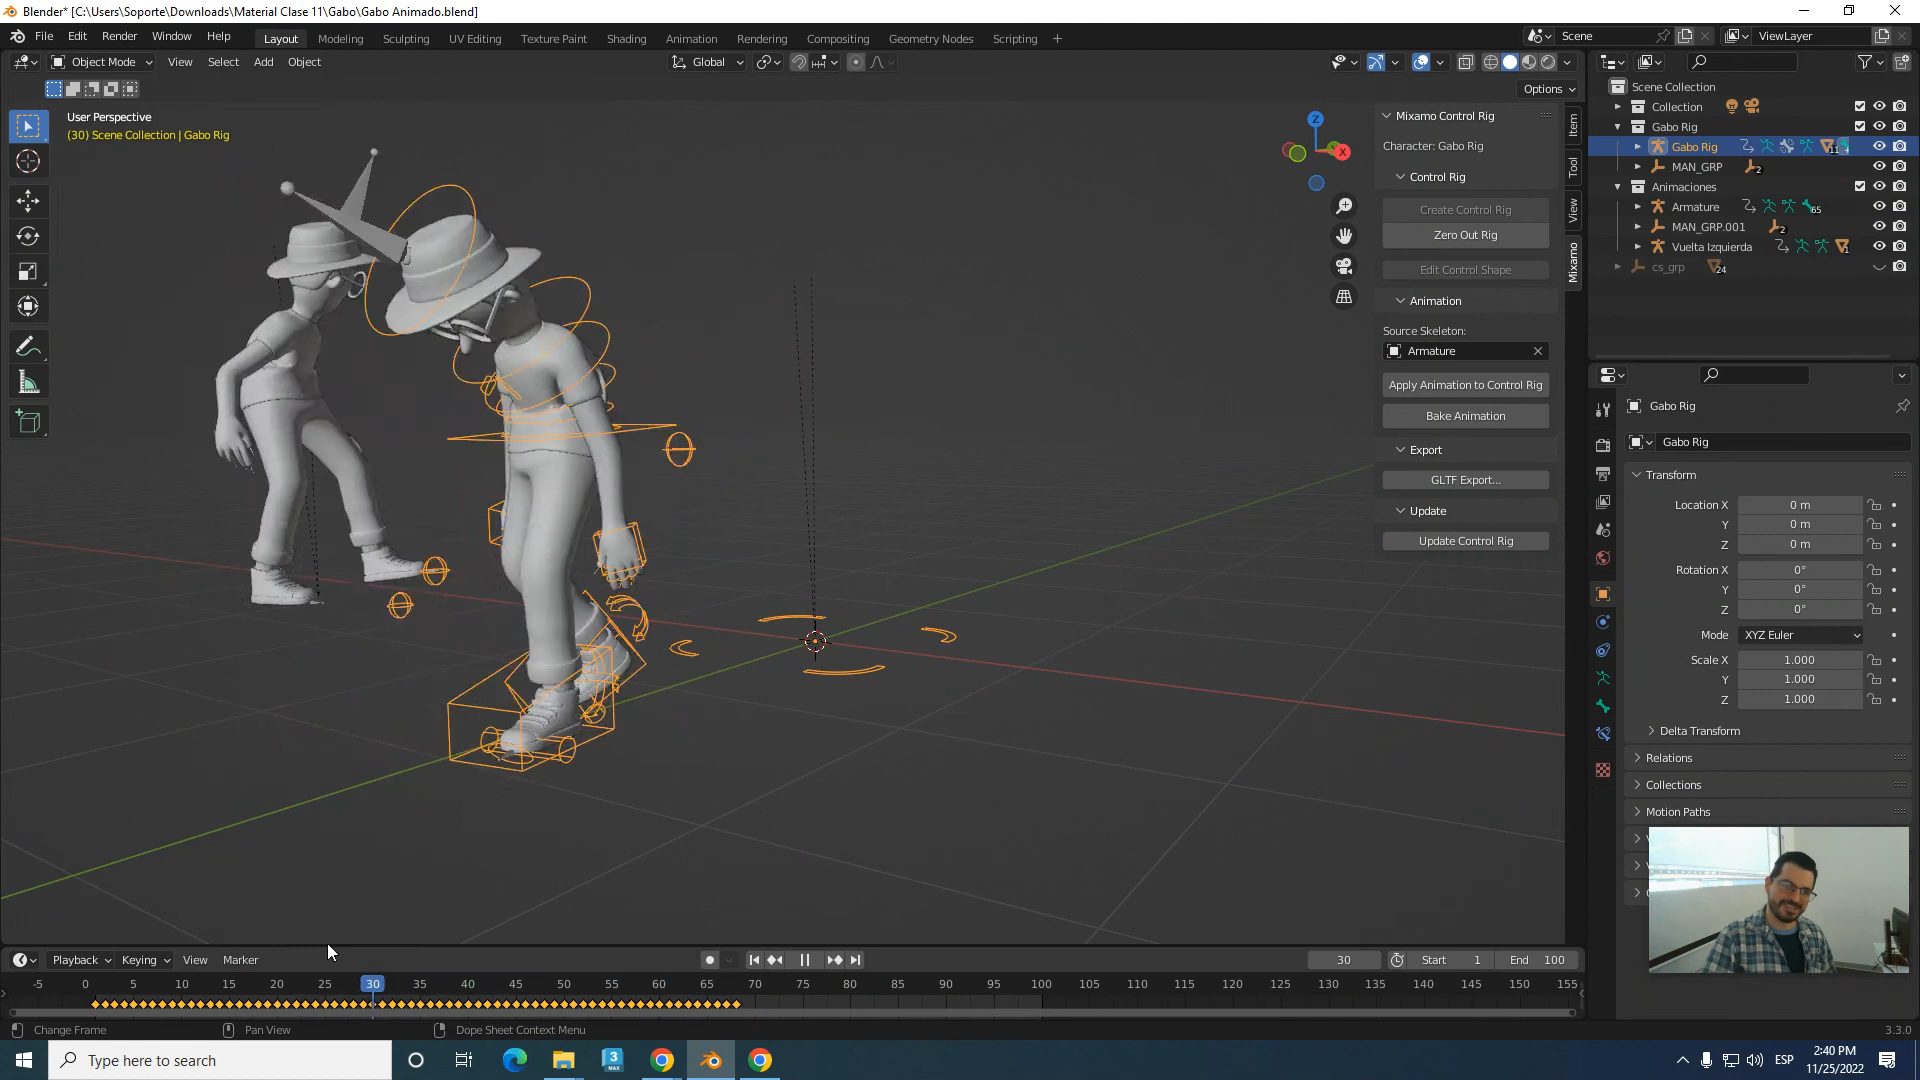 Blender* [C:\Users\Soporte\Downloads\Material Clase 11\Gabo\Gabo Animado.blend]
File Edit Render Window Help Layout Modeling Sculpting UV Editing Texture Paint Shading Animation Rendering Compositing Geometry Nodes Scripting + Scene ViewLayer
Object Mode View Select Add Object Global
Options
User Perspective
(30) Scene Collection | Gabo Rig
Z
X
Mixamo Control Rig
Character: Gabo Rig
Control Rig
Create Control Rig
Zero Out Rig
Edit Control Shape
Animation
Source Skeleton:
Armature
Apply Animation to Control Rig
Bake Animation
Export
GLTF Export...
Update
Update Control Rig
Item
Tool
View
Mixamo
Scene Collection
Collection
Gabo Rig
Gabo Rig 11
MAN_GRP 2
Animaciones
Armature 65
MAN_GRP.001 2
Vuelta Izquierda 1
cs_grp 24
Gabo Rig
Gabo Rig
Transform
Location X 0 m
Y 0 m
Z 0 m
Rotation X 0°
Y 0°
Z 0°
Mode XYZ Euler
Scale X 1.000
Y 1.000
Z 1.000
Delta Transform
Relations
Collections
Motion Paths
Playback Keying View Marker 30 Start 1 End 100
-5 0 5 10 15 20 25 30 35 40 45 50 55 60 65 70 75 80 85 90 95 100 105 110 115 120 125 130 135 140 145 150 155
Change Frame Pan View Dope Sheet Context Menu 3.3.0
Type here to search
3 MAX
ESP
2:40 PM
11/25/2022